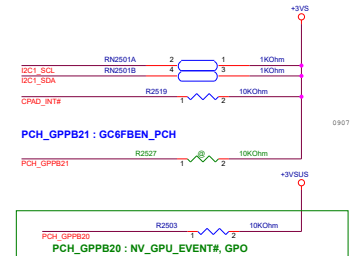 +3VS
RN2501A 2 1 1KOhm
I2C1_SCL
RN2501B 4 3 1KOhm
I2C1_SDA
R2519 1 2 10KOhm
CPAD_INT#
0907
PCH_GPPB21 : GC6FBEN_PCH
R2527 1 @ 2 10KOhm
PCH_GPPB21
+3VSUS
R2503 1 2 10KOhm
PCH_GPPB20
PCH_GPPB20 : NV_GPU_EVENT#, GPO